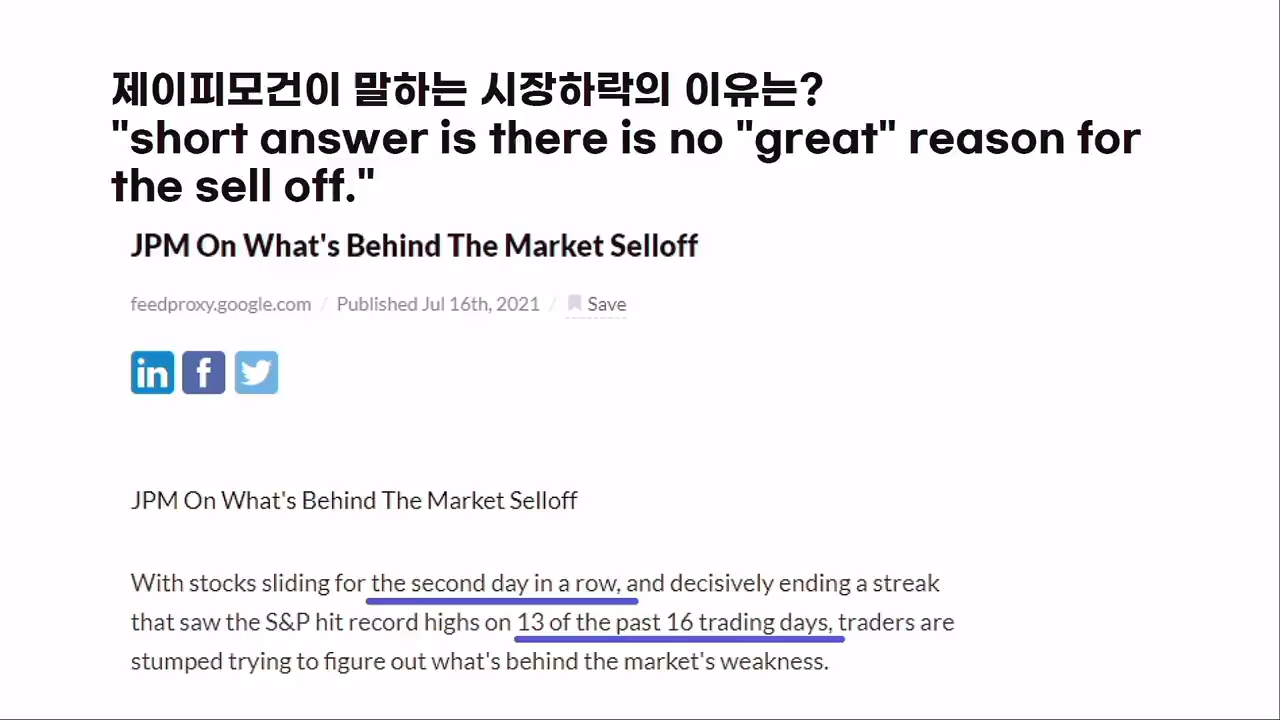 제이피모건이 말하는 시장하락의 이유는?
"short answer is there is no "great" reason for
the sell off."
JPM On What's Behind The Market Selloff
feedproxy.google.com / Published Jul 16th, 2021 / Save
in f
JPM On What's Behind The Market Selloff
With stocks sliding for the second day in a row, and decisively ending a streak
that saw the S&P hit record highs on 13 of the past 16 trading days, traders are
stumped trying to figure out what's behind the market's weakness.